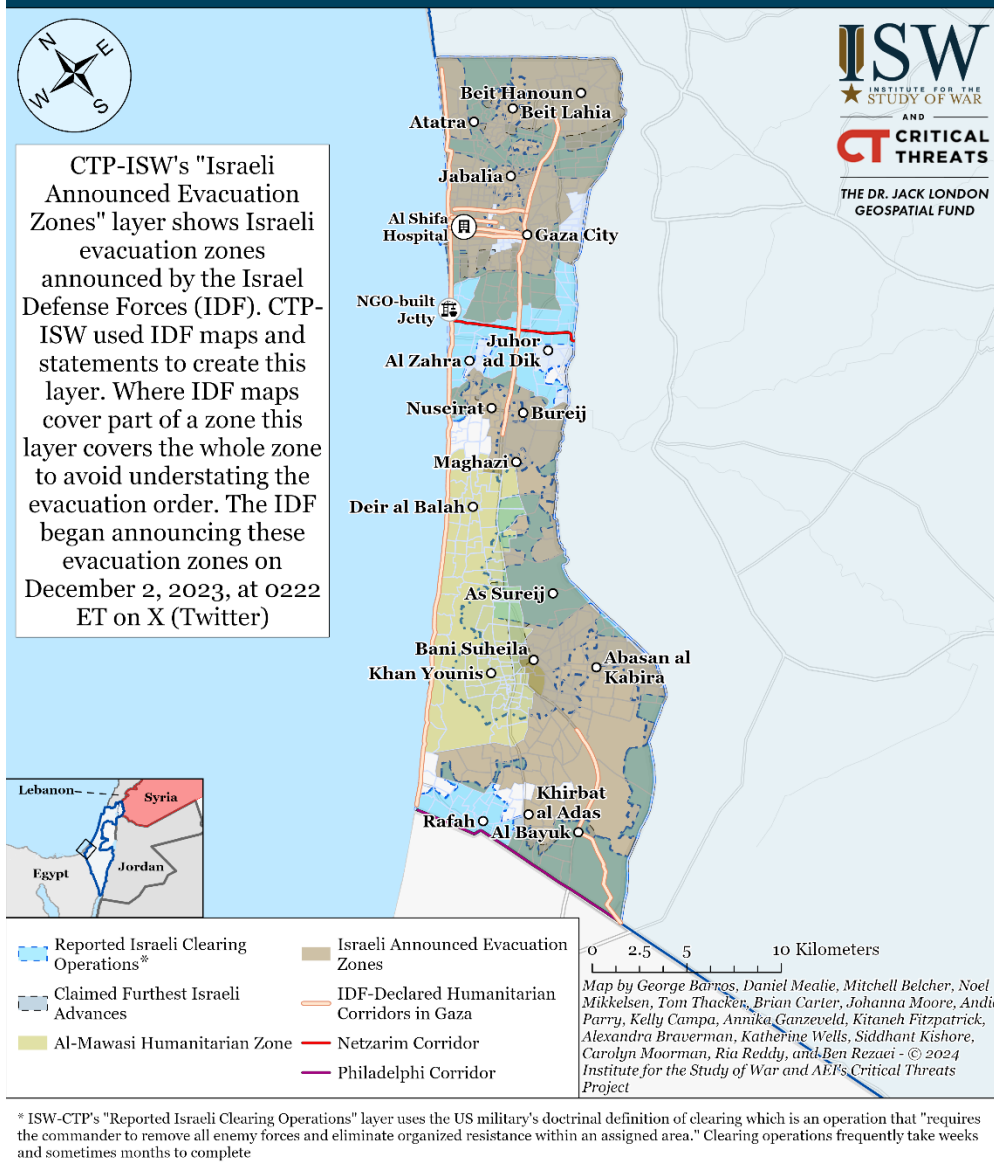 N
E
W
S
ISW
INSTITUTE FOR THE
STUDY OF WAR
AND
CT CRITICAL
THREATS
THE DR. JACK LONDON
GEOSPATIAL FUND
CTP-ISW's "Israeli
Announced Evacuation
Zones" layer shows Israeli
evacuation zones
announced by the Israel
Defense Forces (IDF). CTP-
ISW used IDF maps and
statements to create this
layer. Where IDF maps
cover part of a zone this
layer covers the whole zone
to avoid understating the
evacuation order. The IDF
began announcing these
evacuation zones on
December 2, 2023, at 0222
ET on X (Twitter)
Beit Hanoun
Beit Lahia
Atatra
Jabalia
Al Shifa
Hospital
Gaza City
NGO-built
Jetty
Juhor
ad Dik
Al Zahra
Nuseirat
Bureij
Maghazi
Deir al Balah
As Sureij
Bani Suheila
Abasan al
Kabira
Khan Younis
Khirbat
al Adas
Rafah
Al Bayuk
Lebanon
Syria
Jordan
Egypt
Reported Israeli Clearing
Operations*
Claimed Furthest Israeli
Advances
Al-Mawasi Humanitarian Zone
Israeli Announced Evacuation
Zones
IDF-Declared Humanitarian
Corridors in Gaza
Netzarim Corridor
Philadelphi Corridor
0 2.5 5 10 Kilometers
Map by George Barros, Daniel Mealie, Mitchell Belcher, Noel
Mikkelsen, Tom Thacker, Brian Carter, Johanna Moore, Andie
Parry, Kelly Campa, Annika Ganzeveld, Kitaneh Fitzpatrick,
Alexandra Braverman, Katherine Wells, Siddhant Kishore,
Carolyn Moorman, Ria Reddy, and Ben Rezaei - © 2024
Institute for the Study of War and AEI's Critical Threats
Project
* ISW-CTP's "Reported Israeli Clearing Operations" layer uses the US military's doctrinal definition of clearing which is an operation that "requires
the commander to remove all enemy forces and eliminate organized resistance within an assigned area." Clearing operations frequently take weeks
and sometimes months to complete